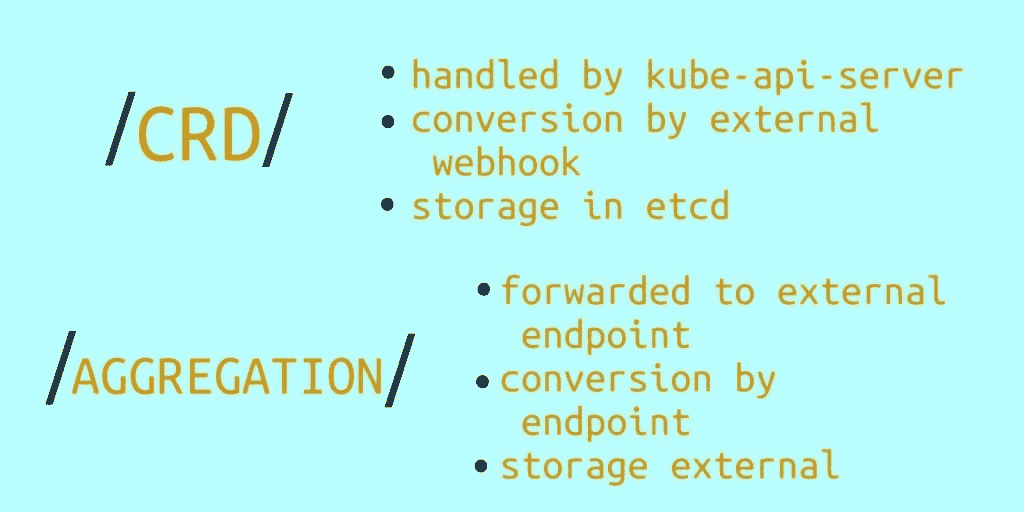 /CRD/
• handled by kube-api-server
• conversion by external
webhook
• storage in etcd
/AGGREGATION/
• forwarded to external
endpoint
• conversion by
endpoint
• storage external